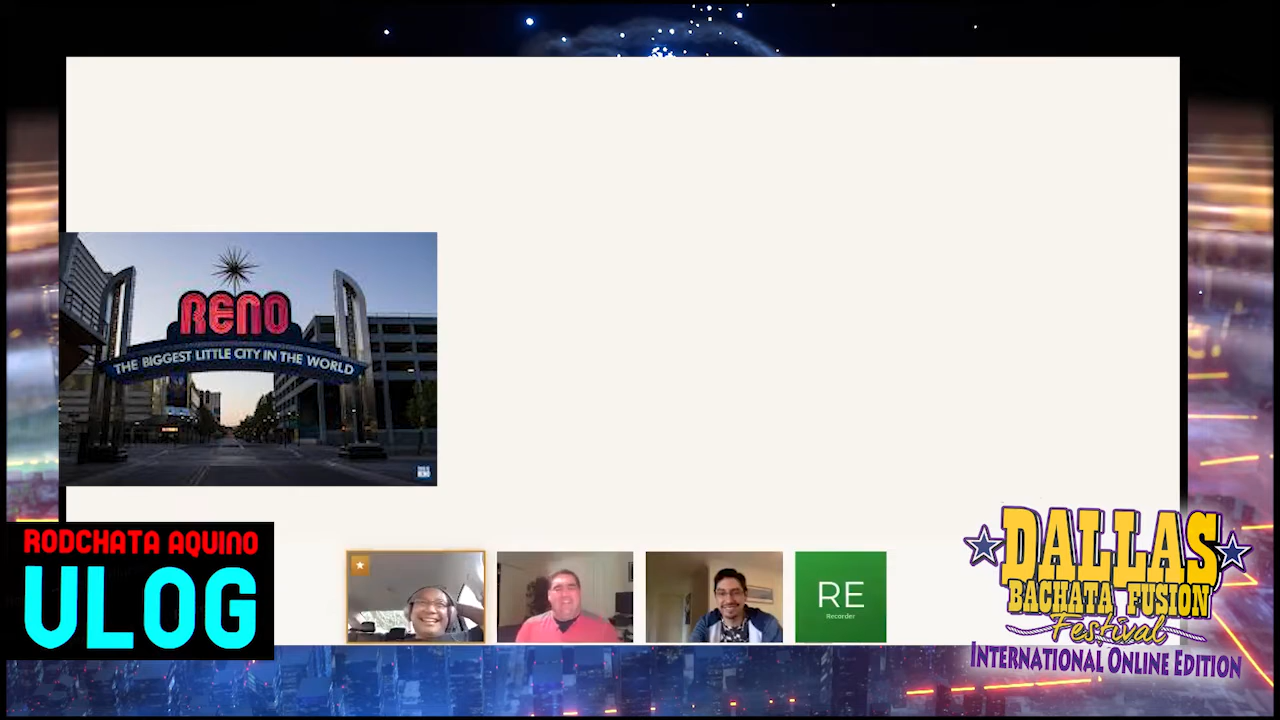 RENO
THE BIGGEST LITTLE CITY IN THE WORLD
RODCHATA AQUINO
VLOG
RE
Recorder
DALLAS
BACHATA FUSION
Festival
INTERNATIONAL ONLINE EDITION